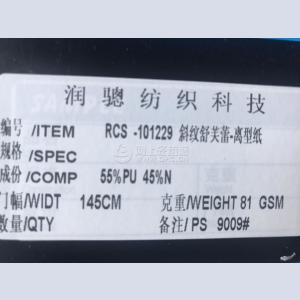 润骢纺织科技
编号/ITEM RCS -101229 斜纹舒芙蕾-离型纸
规格/SPEC
成份/COMP 55%PU 45%N
门幅/WIDT 145CM 克重/WEIGHT 81 GSM
数量/QTY 备注/PS 9009#